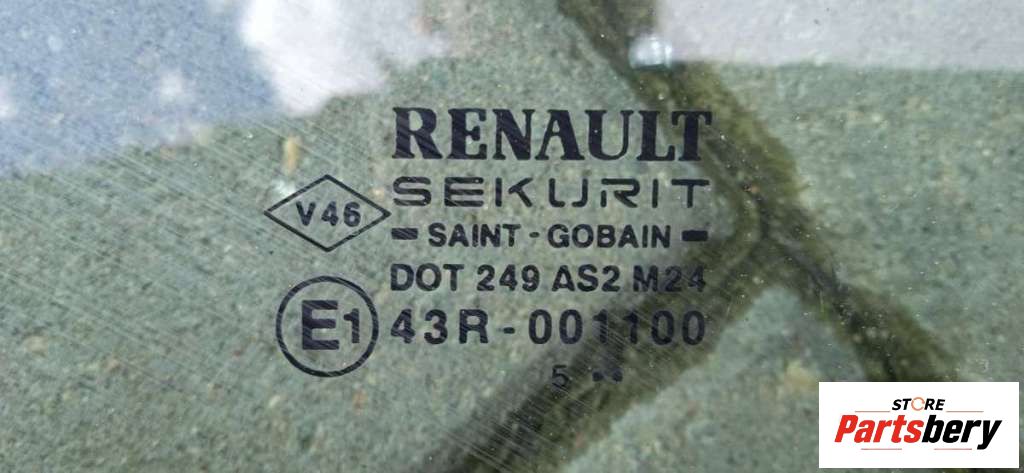 RENAULT
SEKURIT
V46
SAINT - GOBAIN
DOT 249 AS2 M24
E1 43R - 001100
5 ••
STORE
Partsbery